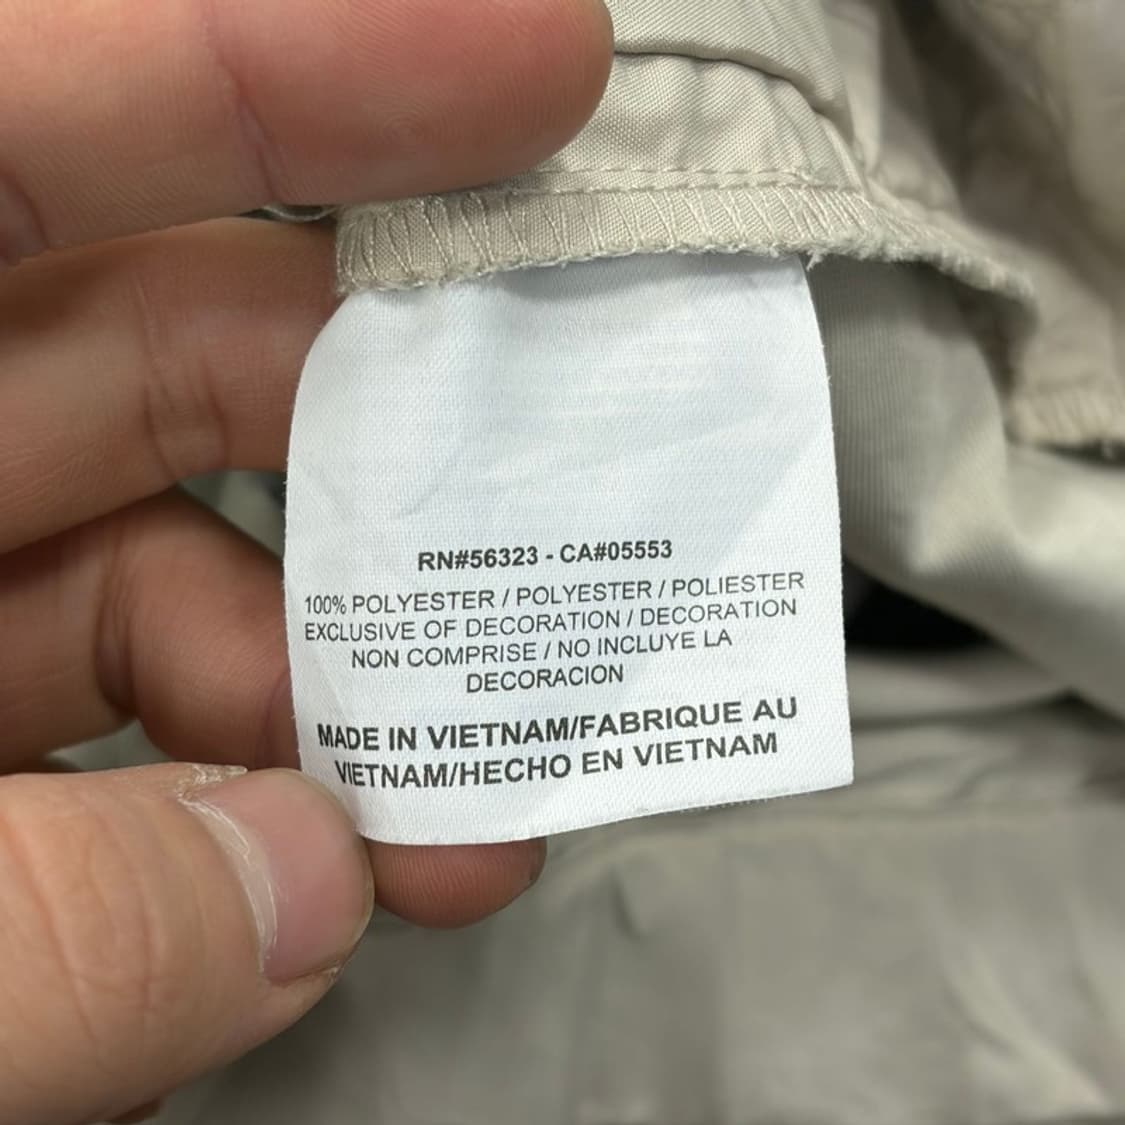 RN#56323 - CA#05553
100% POLYESTER / POLYESTER / POLIESTER
EXCLUSIVE OF DECORATION / DECORATION
NON COMPRISE / NO INCLUYE LA
DECORACION
MADE IN VIETNAM/FABRIQUE AU
VIETNAM/HECHO EN VIETNAM